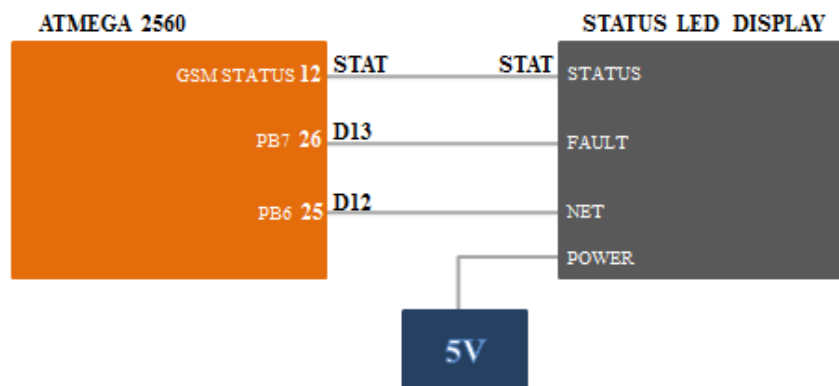 ATMEGA 2560 STATUS LED DISPLAY
GSM STATUS 12 STAT STAT STATUS
PB7 26 D13 FAULT
PB6 25 D12 NET
POWER
5V